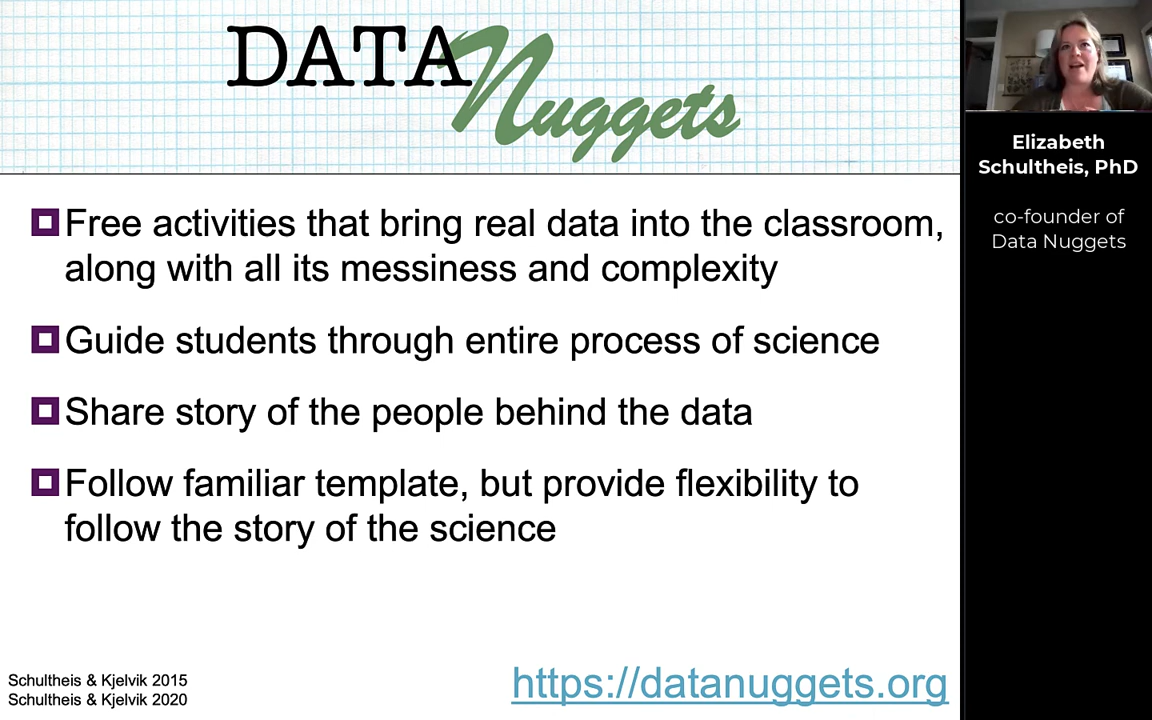 DATA Nuggets
Free activities that bring real data into the classroom,
along with all its messiness and complexity
Guide students through entire process of science
Share story of the people behind the data
Follow familiar template, but provide flexibility to
follow the story of the science
Schultheis & Kjelvik 2015
Schultheis & Kjelvik 2020
https://datanuggets.org
Elizabeth
Schultheis, PhD
co-founder of
Data Nuggets